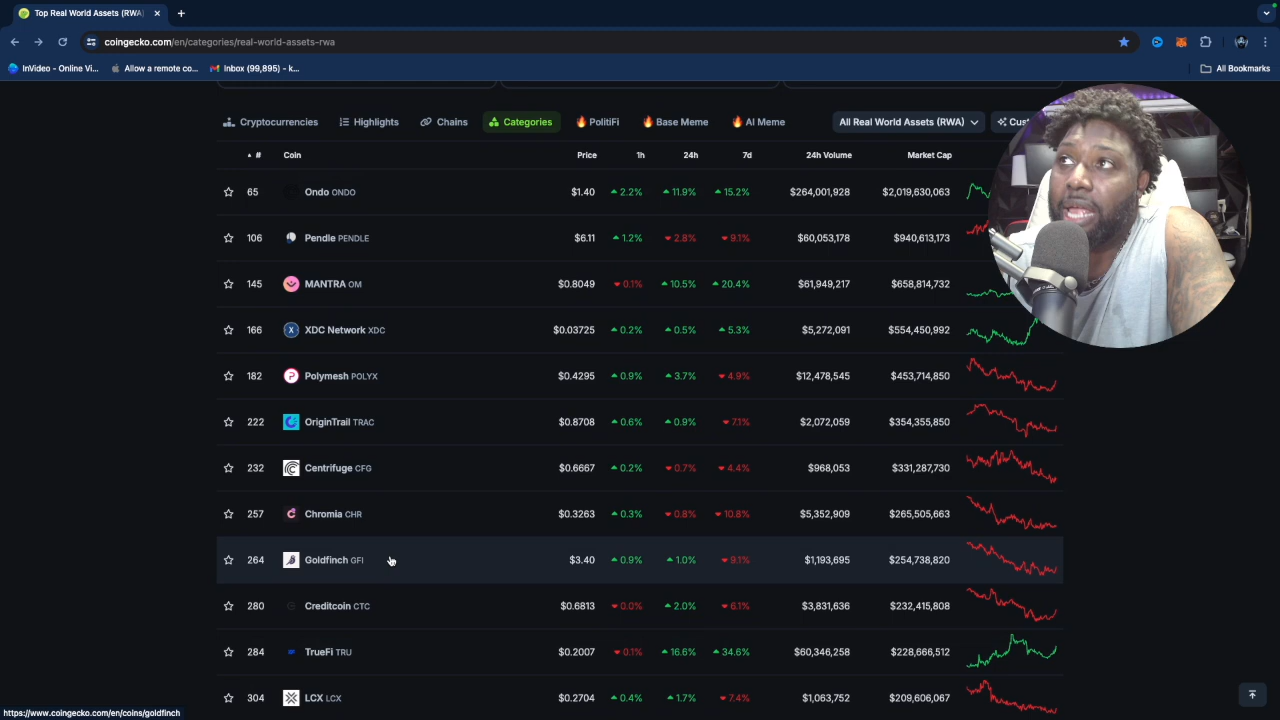 Top Real World Assets (RWA)
coingecko.com/en/categories/real-world-assets-rwa
InVideo - Online Vi... Allow a remote co... Inbox (99,895) - k... All Bookmarks
Cryptocurrencies Highlights Chains Categories PolitiFi Base Meme AI Meme All Real World Assets (RWA) Cust
# Coin Price 1h 24h 7d 24h Volume Market Cap
65 Ondo ONDO $1.40 2.2% 11.9% 15.2% $264,001,928 $2,019,630,063
106 Pendle PENDLE $6.11 1.2% 2.8% 9.1% $60,053,178 $940,613,173
145 MANTRA OM $0.8049 0.1% 10.5% 20.4% $61,949,217 $658,814,732
166 XDC Network XDC $0.03725 0.2% 0.5% 5.3% $5,272,091 $554,450,992
182 Polymesh POLYX $0.4295 0.9% 3.7% 4.9% $12,478,545 $453,714,850
222 OriginTrail TRAC $0.8708 0.6% 0.9% 7.1% $2,072,059 $354,355,850
232 Centrifuge CFG $0.6667 0.2% 0.7% 4.4% $968,053 $331,287,730
257 Chromia CHR $0.3263 0.3% 0.8% 10.8% $5,352,909 $265,505,663
264 Goldfinch GFI $3.40 0.9% 1.0% 9.1% $1,193,695 $254,738,820
280 Creditcoin CTC $0.6813 0.0% 2.0% 6.1% $3,831,636 $232,415,808
284 TrueFi TRU $0.2007 0.1% 16.6% 34.6% $60,346,258 $228,666,512
304 LCX LCX $0.2704 0.4% 1.7% 7.4% $1,063,752 $209,606,067
https://www.coingecko.com/en/coins/goldfinch